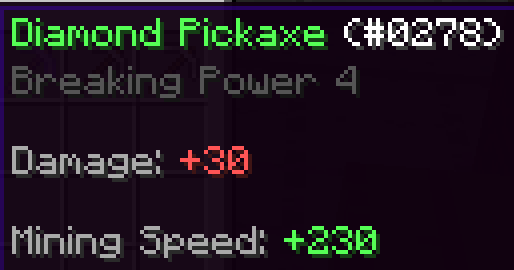 Diamond Pickaxe (#0278)
Breaking Power 4
Damage: +30
Mining Speed: +230